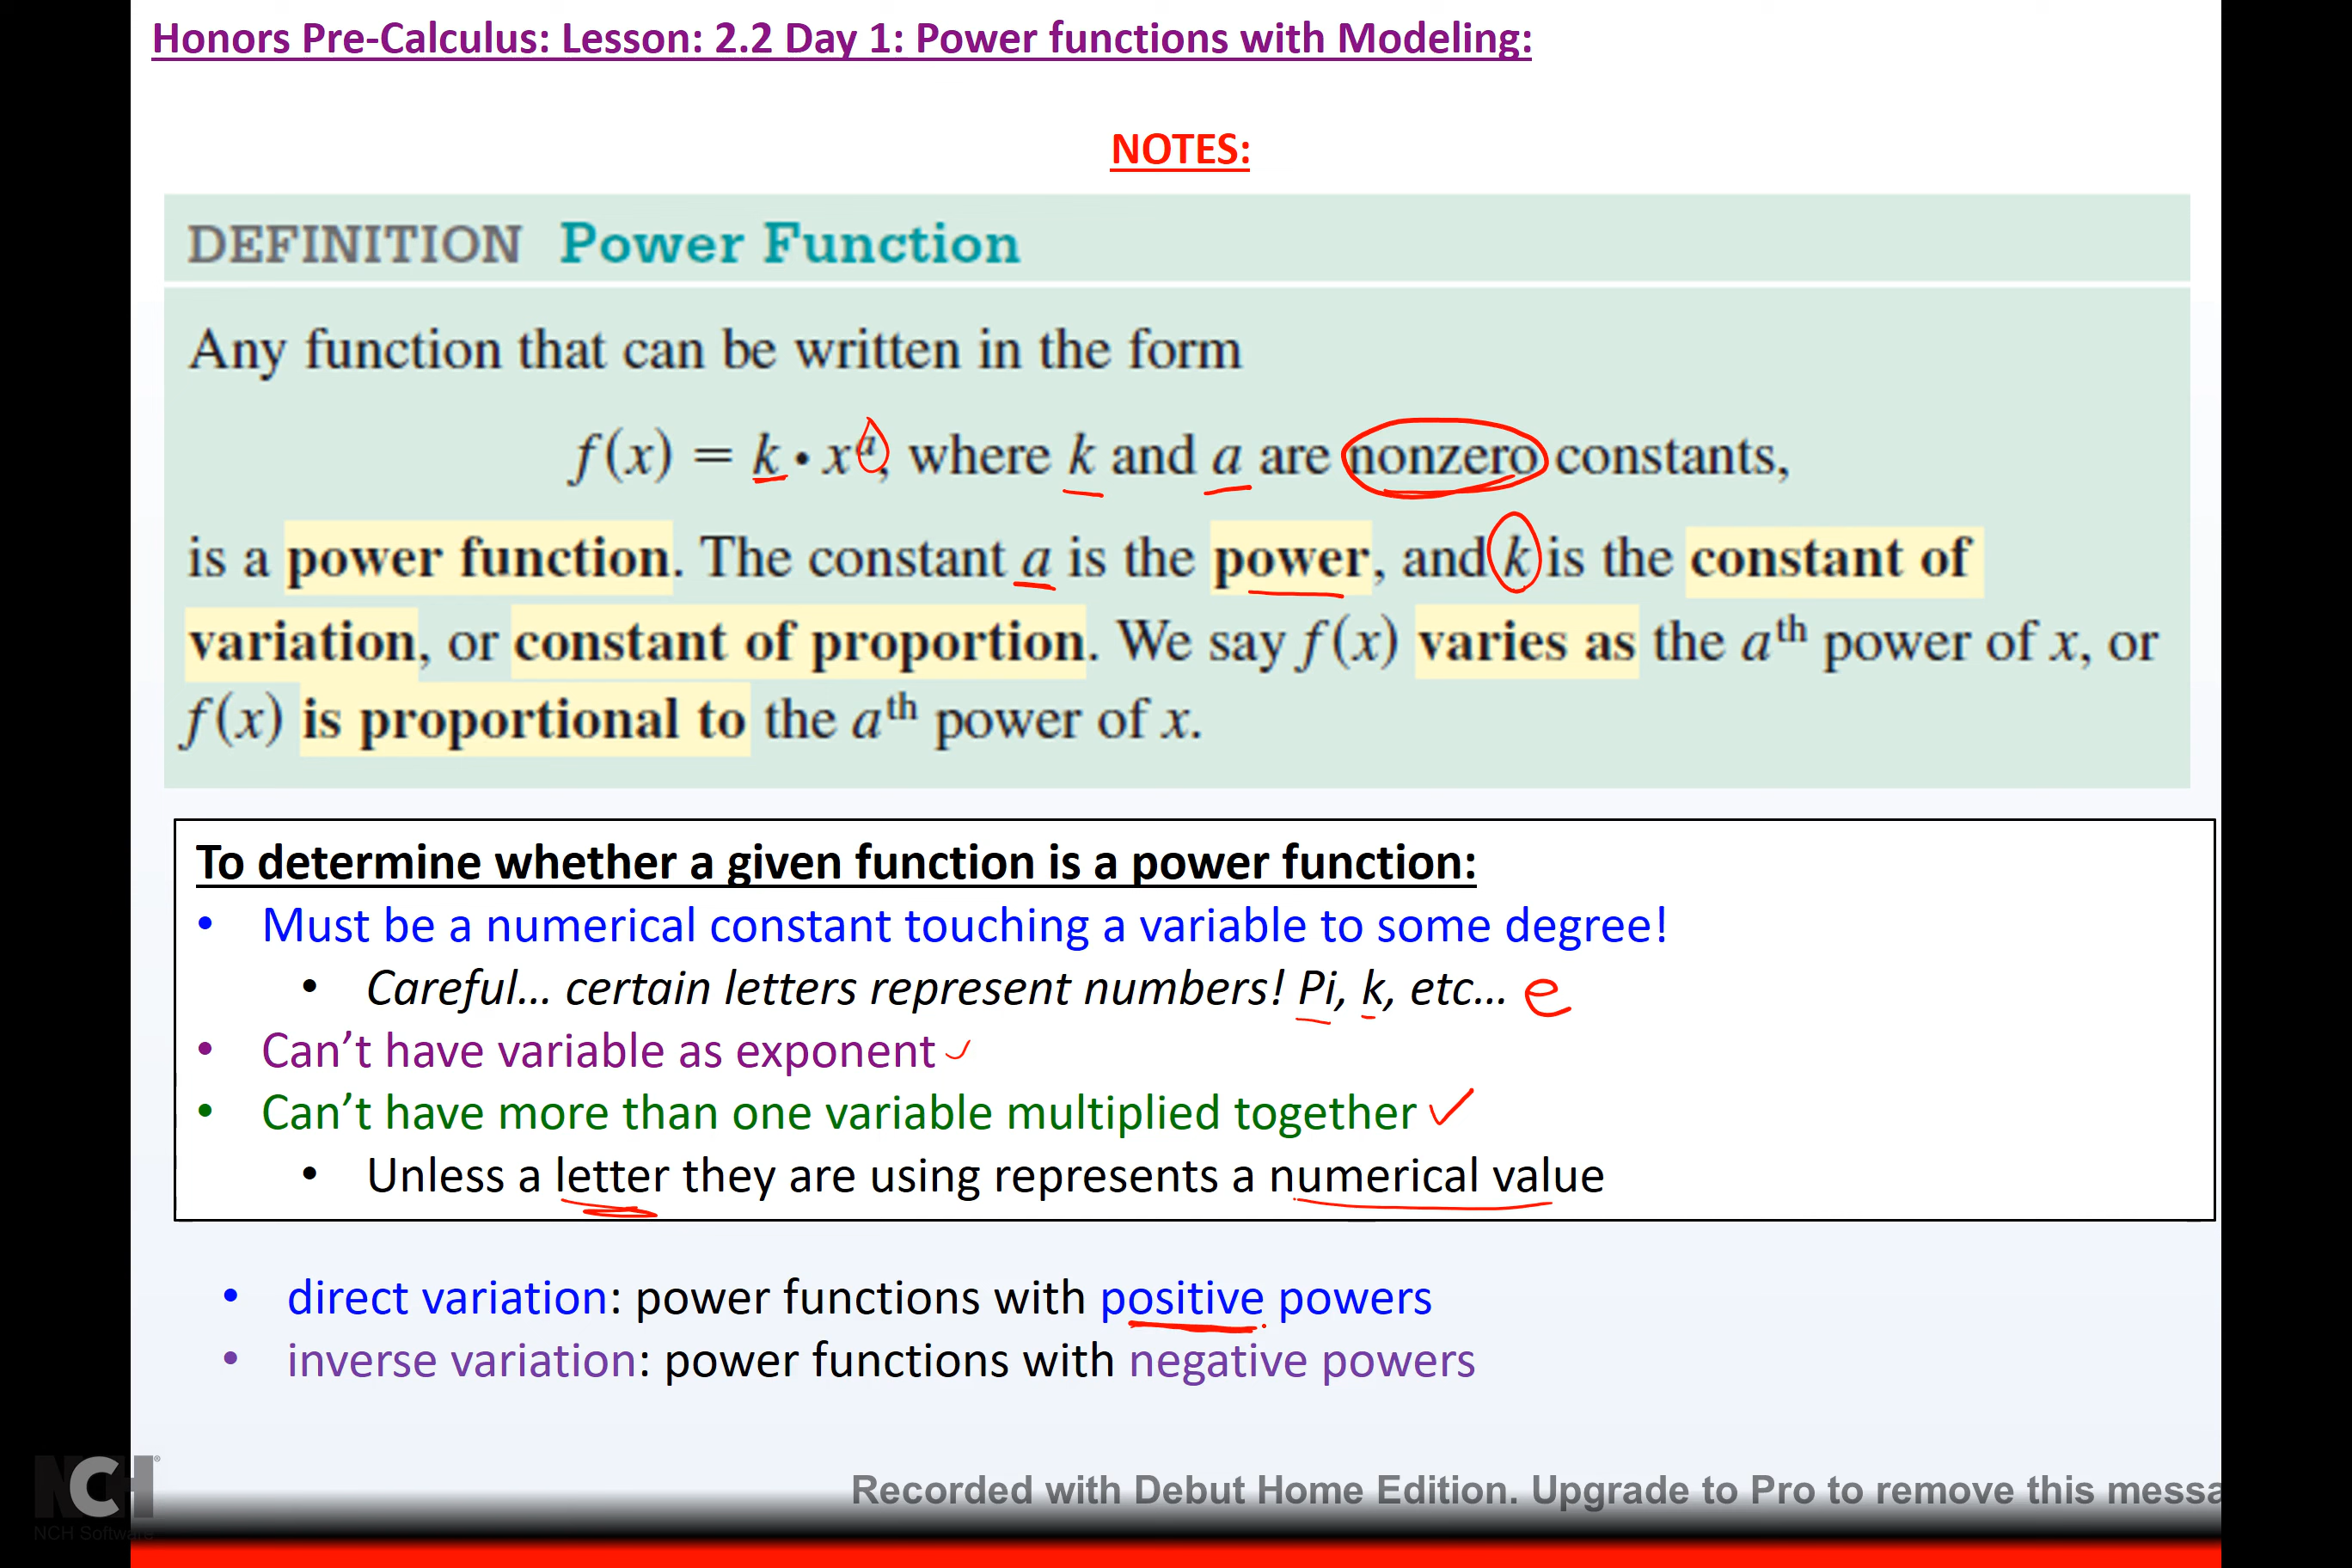 Honors Pre-Calculus: Lesson: 2.2 Day 1: Power functions with Modeling:
NOTES:
DEFINITION Power Function
Any function that can be written in the form
f(x) = k • xᵃ, where k and a are nonzero constants,
is a power function. The constant a is the power, and k is the constant of
variation, or constant of proportion. We say f(x) varies as the aᵗʰ power of x, or
f(x) is proportional to the aᵗʰ power of x.
To determine whether a given function is a power function:
• Must be a numerical constant touching a variable to some degree!
• Careful... certain letters represent numbers! Pi, k, etc... e
• Can't have variable as exponent
• Can't have more than one variable multiplied together
• Unless a letter they are using represents a numerical value
• direct variation: power functions with positive powers
• inverse variation: power functions with negative powers
NCH®
NCH Software
Recorded with Debut Home Edition. Upgrade to Pro to remove this messa